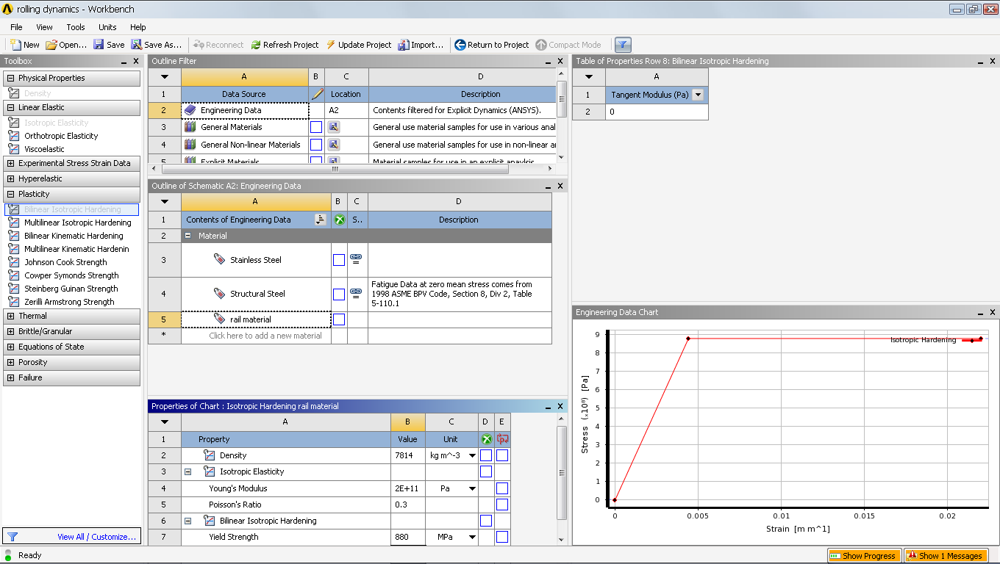 rolling dynamics - Workbench
File View Tools Units Help
New Open... Save Save As... Reconnect Refresh Project Update Project Import... Return to Project Compact Mode
Toolbox
Physical Properties
Density
Linear Elastic
Isotropic Elasticity
Orthotropic Elasticity
Viscoelastic
Experimental Stress Strain Data
Hyperelastic
Plasticity
Bilinear Isotropic Hardening
Multilinear Isotropic Hardening
Bilinear Kinematic Hardening
Multilinear Kinematic Hardenin
Johnson Cook Strength
Cowper Symonds Strength
Steinberg Guinan Strength
Zerilli Armstrong Strength
Thermal
Brittle/Granular
Equations of State
Porosity
Failure
View All / Customize...
Outline Filter
A B C D
1 Data Source Location Description
2 Engineering Data A2 Contents filtered for Explicit Dynamics (ANSYS).
3 General Materials General use material samples for use in various anal
4 General Non-linear Materials General use material samples for use in non-linear an
5 Explicit Materials Material samples for use in an explicit anaylsis.
Outline of Schematic A2: Engineering Data
A B C D
1 Contents of Engineering Data S.. Description
2 Material
3 Stainless Steel
4 Structural Steel Fatigue Data at zero mean stress comes from
1998 ASME BPV Code, Section 8, Div 2, Table
5-110.1
5 rail material
* Click here to add a new material
Properties of Chart : Isotropic Hardening rail material
A B C D E
1 Property Value Unit
2 Density 7814 kg m^-3
3 Isotropic Elasticity
4 Young's Modulus 2E+11 Pa
5 Poisson's Ratio 0.3
6 Bilinear Isotropic Hardening
7 Yield Strength 880 MPa
Table of Properties Row 8: Bilinear Isotropic Hardening
A
1 Tangent Modulus (Pa)
2 0
Engineering Data Chart
Isotropic Hardening
9
8
7
6
5
4
3
2
1
0
Stress (.10⁸) [Pa]
0 0.005 0.01 0.015 0.02
Strain [m m^1]
Ready
Show Progress Show 1 Messages